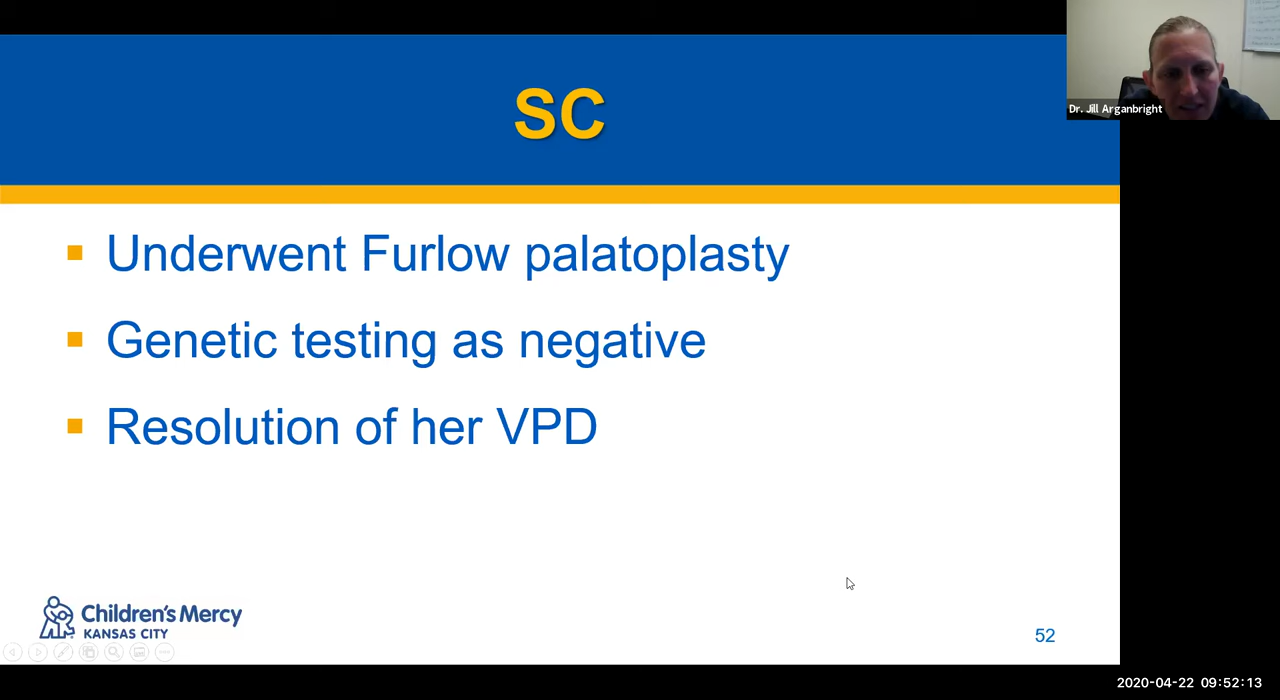 SC
Dr. Jill Arganbright
Underwent Furlow palatoplasty
Genetic testing as negative
Resolution of her VPD
Children's Mercy
KANSAS CITY
52
2020-04-22 09:52:13